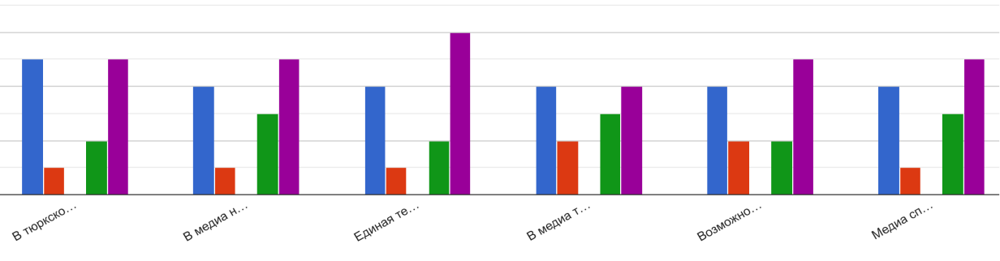 В тюркско…
В медиа н…
Единая те…
В медиа т…
Возможно…
Медиа сп…